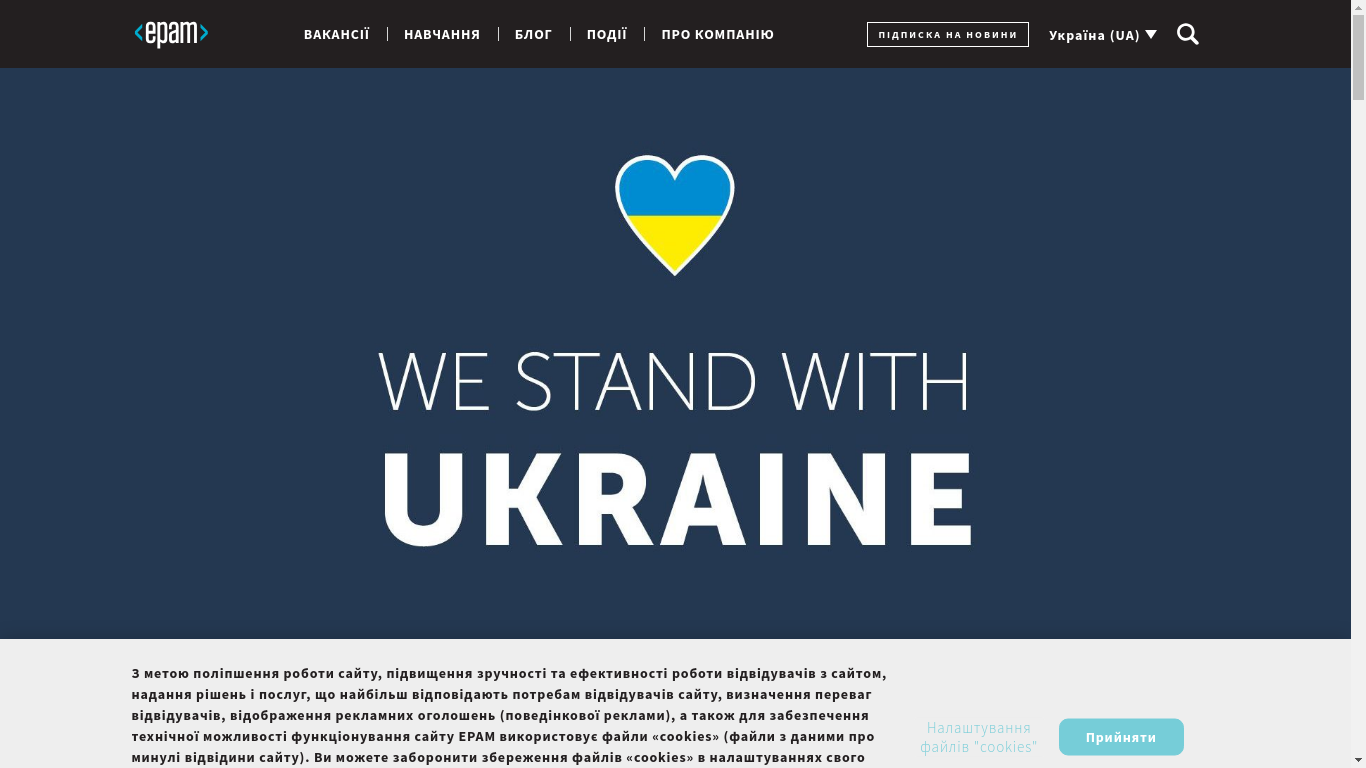 <epam>
ВАКАНСІЇ
НАВЧАННЯ
БЛОГ
ПОДІЇ
ПРО КОМПАНІЮ
ПІДПИСКА НА НОВИНИ
Україна (UA)
WE STAND WITH
UKRAINE
З метою поліпшення роботи сайту, підвищення зручності та ефективності роботи відвідувачів з сайтом,
надання рішень і послуг, що найбільш відповідають потребам відвідувачів сайту, визначення переваг
відвідувачів, відображення рекламних оголошень (поведінкової реклами), а також для забезпечення
технічної можливості функціонування сайту EPAM використовує файли «cookies» (файли з даними про
минулі відвідини сайту). Ви можете заборонити збереження файлів «cookies» в налаштуваннях свого
Налаштування
файлів "cookies"
Прийняти